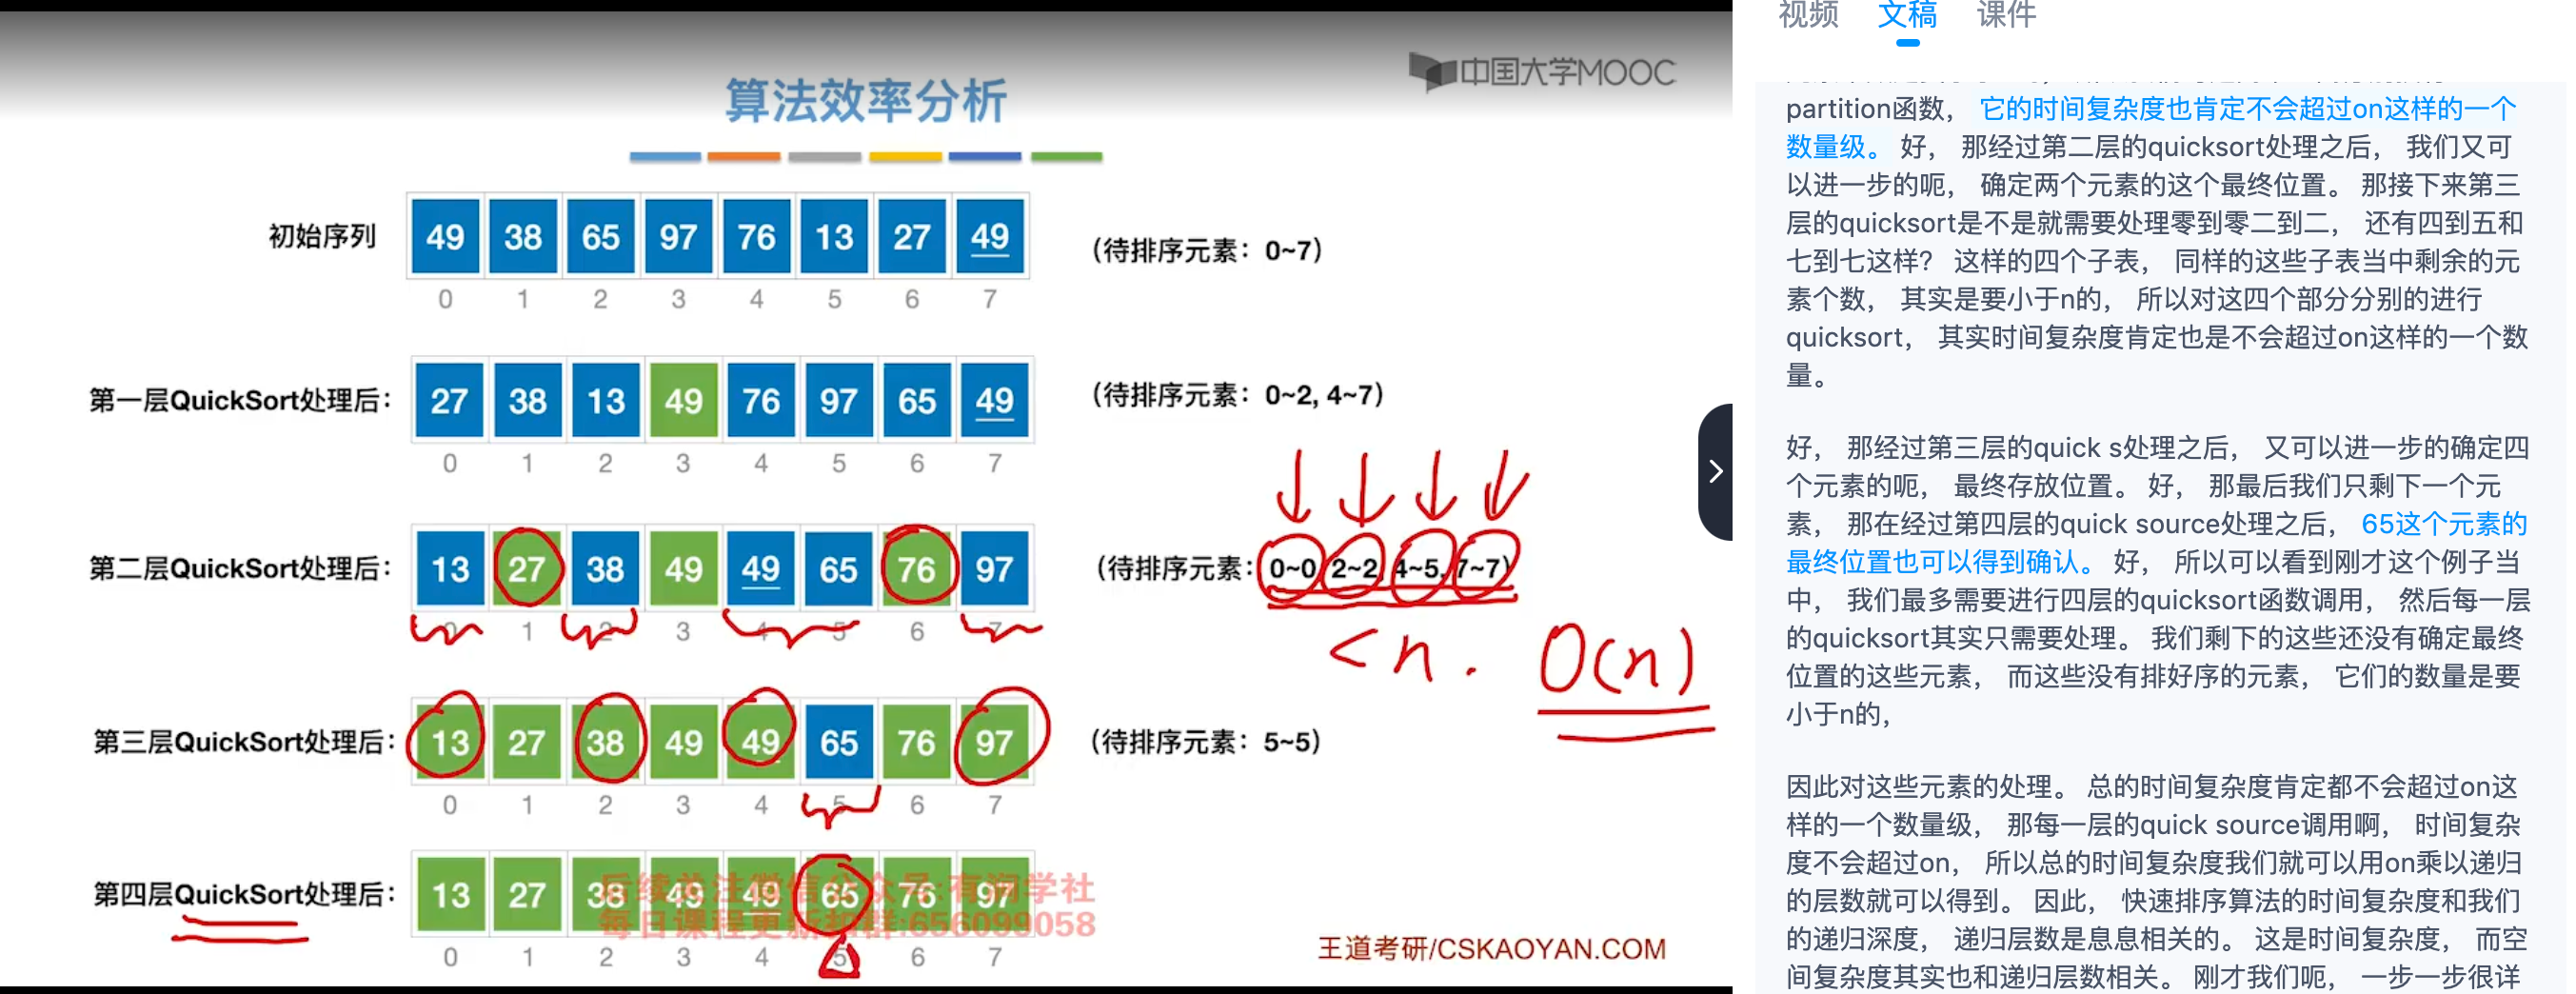 中国大学MOOC
算法效率分析
初始序列
49 38 65 97 76 13 27 49
(待排序元素：0~7)
0 1 2 3 4 5 6 7
第一层QuickSort处理后：
27 38 13 49 76 97 65 49
(待排序元素：0~2, 4~7)
0 1 2 3 4 5 6 7
第二层QuickSort处理后：
13 27 38 49 49 65 76 97
(待排序元素：0~0, 2~2, 4~5, 7~7)
0 1 2 3 4 5 6 7
<n. O(n)
第三层QuickSort处理后：
13 27 38 49 49 65 76 97
(待排序元素：5~5)
0 1 2 3 4 5 6 7
第四层QuickSort处理后：
13 27 38 49 49 65 76 97
0 1 2 3 4 5 6 7
每日课程更新扣群:656099058
王道考研/CSKAOYAN.COM
视频 文稿 课件
partition函数， 它的时间复杂度也肯定不会超过on这样的一个
数量级。 好， 那经过第二层的quicksort处理之后， 我们又可
以进一步的呃， 确定两个元素的这个最终位置。 那接下来第三
层的quicksort是不是就需要处理零到零二到二， 还有四到五和
七到七这样？ 这样的四个子表， 同样的这些子表当中剩余的元
素个数， 其实是要小于n的， 所以对这四个部分分别的进行
quicksort， 其实时间复杂度肯定也是不会超过on这样的一个数
量。
好， 那经过第三层的quick s处理之后， 又可以进一步的确定四
个元素的呃， 最终存放位置。 好， 那最后我们只剩下一个元
素， 那在经过第四层的quick source处理之后， 65这个元素的
最终位置也可以得到确认。 好， 所以可以看到刚才这个例子当
中， 我们最多需要进行四层的quicksort函数调用， 然后每一层
的quicksort其实只需要处理。 我们剩下的这些还没有确定最终
位置的这些元素， 而这些没有排好序的元素， 它们的数量是要
小于n的，
因此对这些元素的处理。 总的时间复杂度肯定都不会超过on这
样的一个数量级， 那每一层的quick source调用啊， 时间复杂
度不会超过on， 所以总的时间复杂度我们就可以用on乘以递归
的层数就可以得到。 因此， 快速排序算法的时间复杂度和我们
的递归深度， 递归层数是息息相关的。 这是时间复杂度， 而空
间复杂度其实也和递归层数相关。 刚才我们呃， 一步一步很详